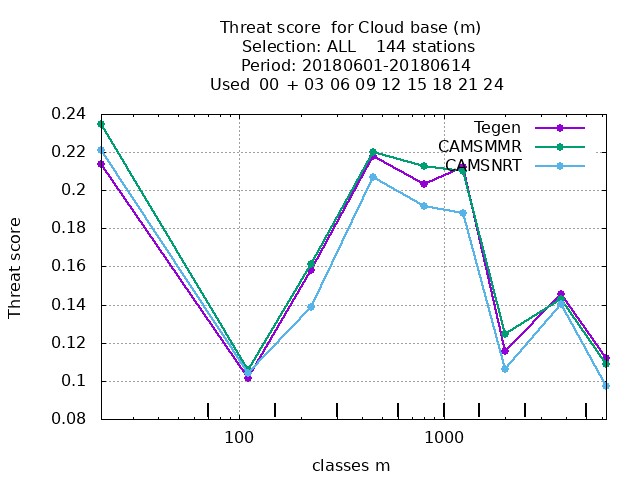 Threat score  for Cloud base (m)
Selection: ALL    144 stations
Period: 20180601-20180614
Used  00 + 03 06 09 12 15 18 21 24
0.24
0.22
0.2
0.18
0.16
0.14
0.12
0.1
0.08
Threat score
Tegen
CAMSMMR
CAMSNRT
100
1000
classes m